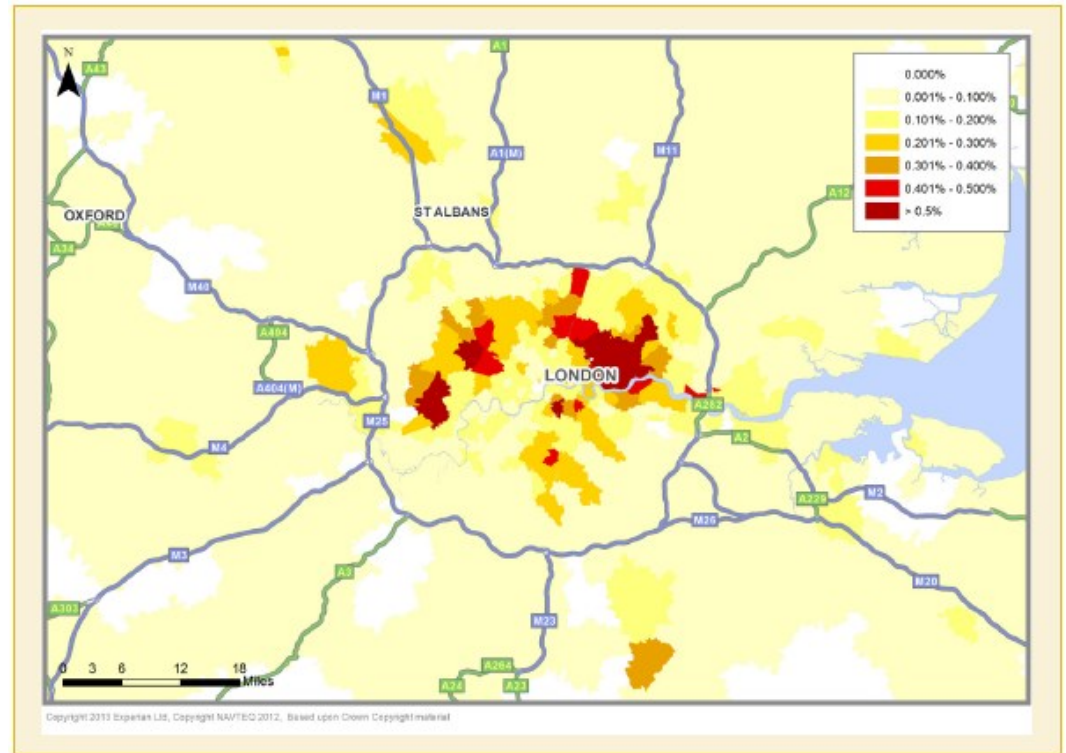 N
A43
M1
A1
A1(M)
M11
A12
0.000%
0.001% - 0.100%
0.101% - 0.200%
0.201% - 0.300%
0.301% - 0.400%
0.401% - 0.500%
> 0.5%
OXFORD
ST ALBANS
A34
M40
A404
A404(M)
M25
LONDON
A282
M4
A2
A229
M2
M26
M3
A3
M20
A303
M23
A264
A24
A23
0 3 6 12 18
Miles
Copyright 2013 Experian Ltd, Copyright NAVTEQ 2012, Based upon Crown Copyright material